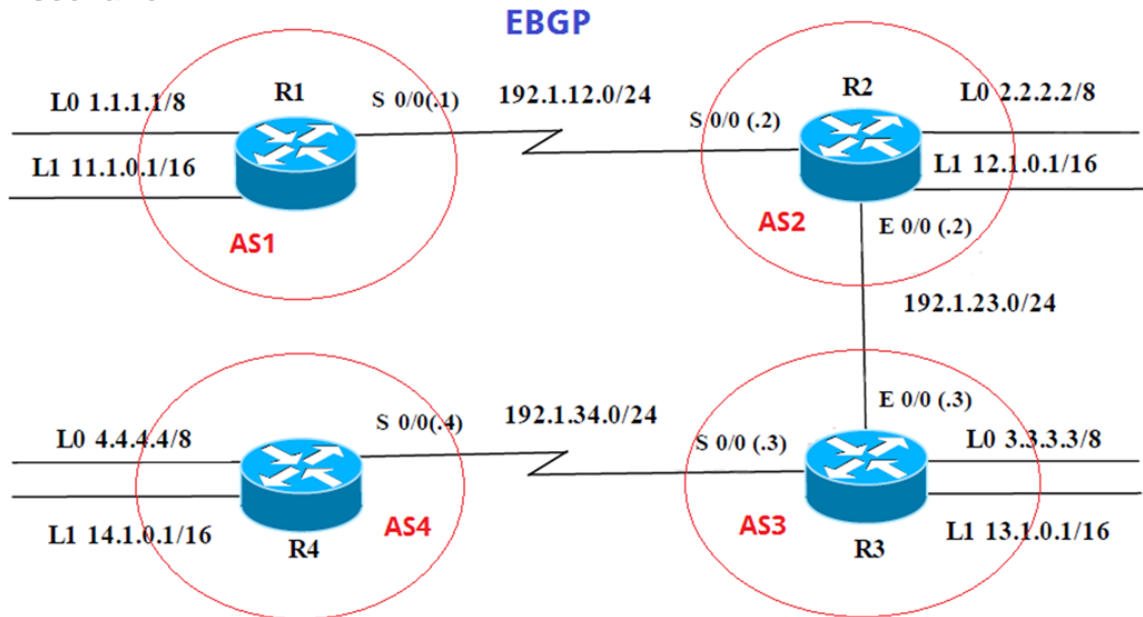 EBGP
R1
L0 1.1.1.1/8
S 0/0(.1)
L1 11.1.0.1/16
AS1
192.1.12.0/24
R2
L0 2.2.2.2/8
S 0/0 (.2)
L1 12.1.0.1/16
AS2
E 0/0 (.2)
192.1.23.0/24
E 0/0 (.3)
192.1.34.0/24
S 0/0(.4)
L0 4.4.4.4/8
S 0/0 (.3)
L0 3.3.3.3/8
L1 14.1.0.1/16
R4
AS4
AS3
R3
L1 13.1.0.1/16